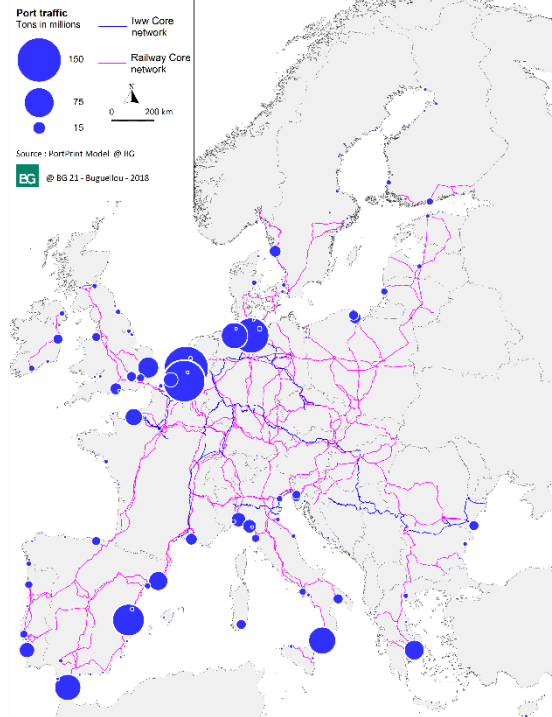 Port traffic
Tons in millions
150
75
15
Iww Core
network
Railway Core
network
N
0 200 km
Source : PortPrint Model @ BG
BG @ BG 21 - Buguellou - 2018